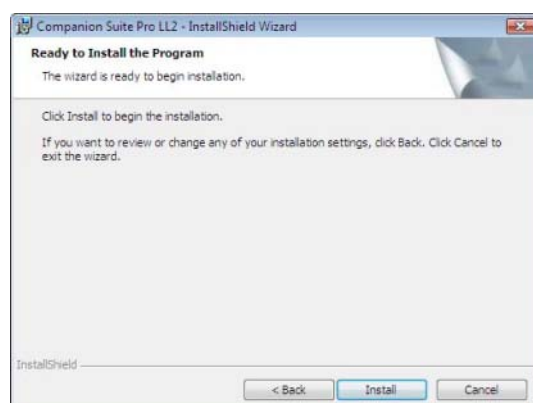 Companion Suite Pro LL2 - InstallShield Wizard
Ready to Install the Program
The wizard is ready to begin installation.
Click Install to begin the installation.
If you want to review or change any of your installation settings, click Back. Click Cancel to
exit the wizard.
InstallShield
< Back Install Cancel